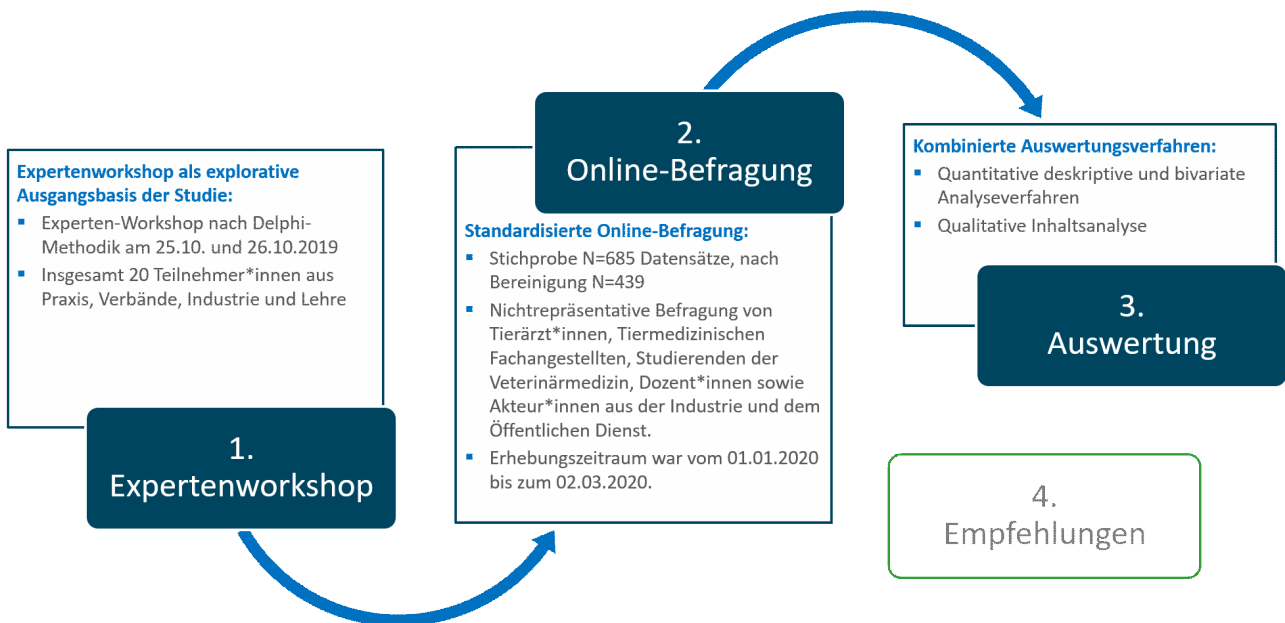 Expertenworkshop als explorative
Ausgangsbasis der Studie:
▪ Experten-Workshop nach Delphi-
Methodik am 25.10. und 26.10.2019
▪ Insgesamt 20 Teilnehmer*innen aus
Praxis, Verbände, Industrie und Lehre
1.
Expertenworkshop
2.
Online-Befragung
Standardisierte Online-Befragung:
▪ Stichprobe N=685 Datensätze, nach
Bereinigung N=439
▪ Nichtrepräsentative Befragung von
Tierärzt*innen, Tiermedizinischen
Fachangestellten, Studierenden der
Veterinärmedizin, Dozent*innen sowie
Akteur*innen aus der Industrie und dem
Öffentlichen Dienst.
▪ Erhebungszeitraum war vom 01.01.2020
bis zum 02.03.2020.
Kombinierte Auswertungsverfahren:
▪ Quantitative deskriptive und bivariate
Analyseverfahren
▪ Qualitative Inhaltsanalyse
3.
Auswertung
4.
Empfehlungen